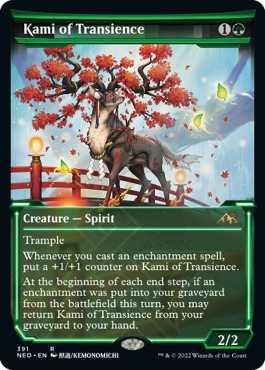 Kami of Transience
1
Creature — Spirit
Trample
Whenever you cast an enchantment spell,
put a +1/+1 counter on Kami of Transience.
At the beginning of each end step, if an
enchantment was put into your graveyard
from the battlefield this turn, you may
return Kami of Transience from your
graveyard to your hand.
2/2
391 R
NEO • EN 獣道/KEMONOMICHI
™ & © 2022 Wizards of the Coast